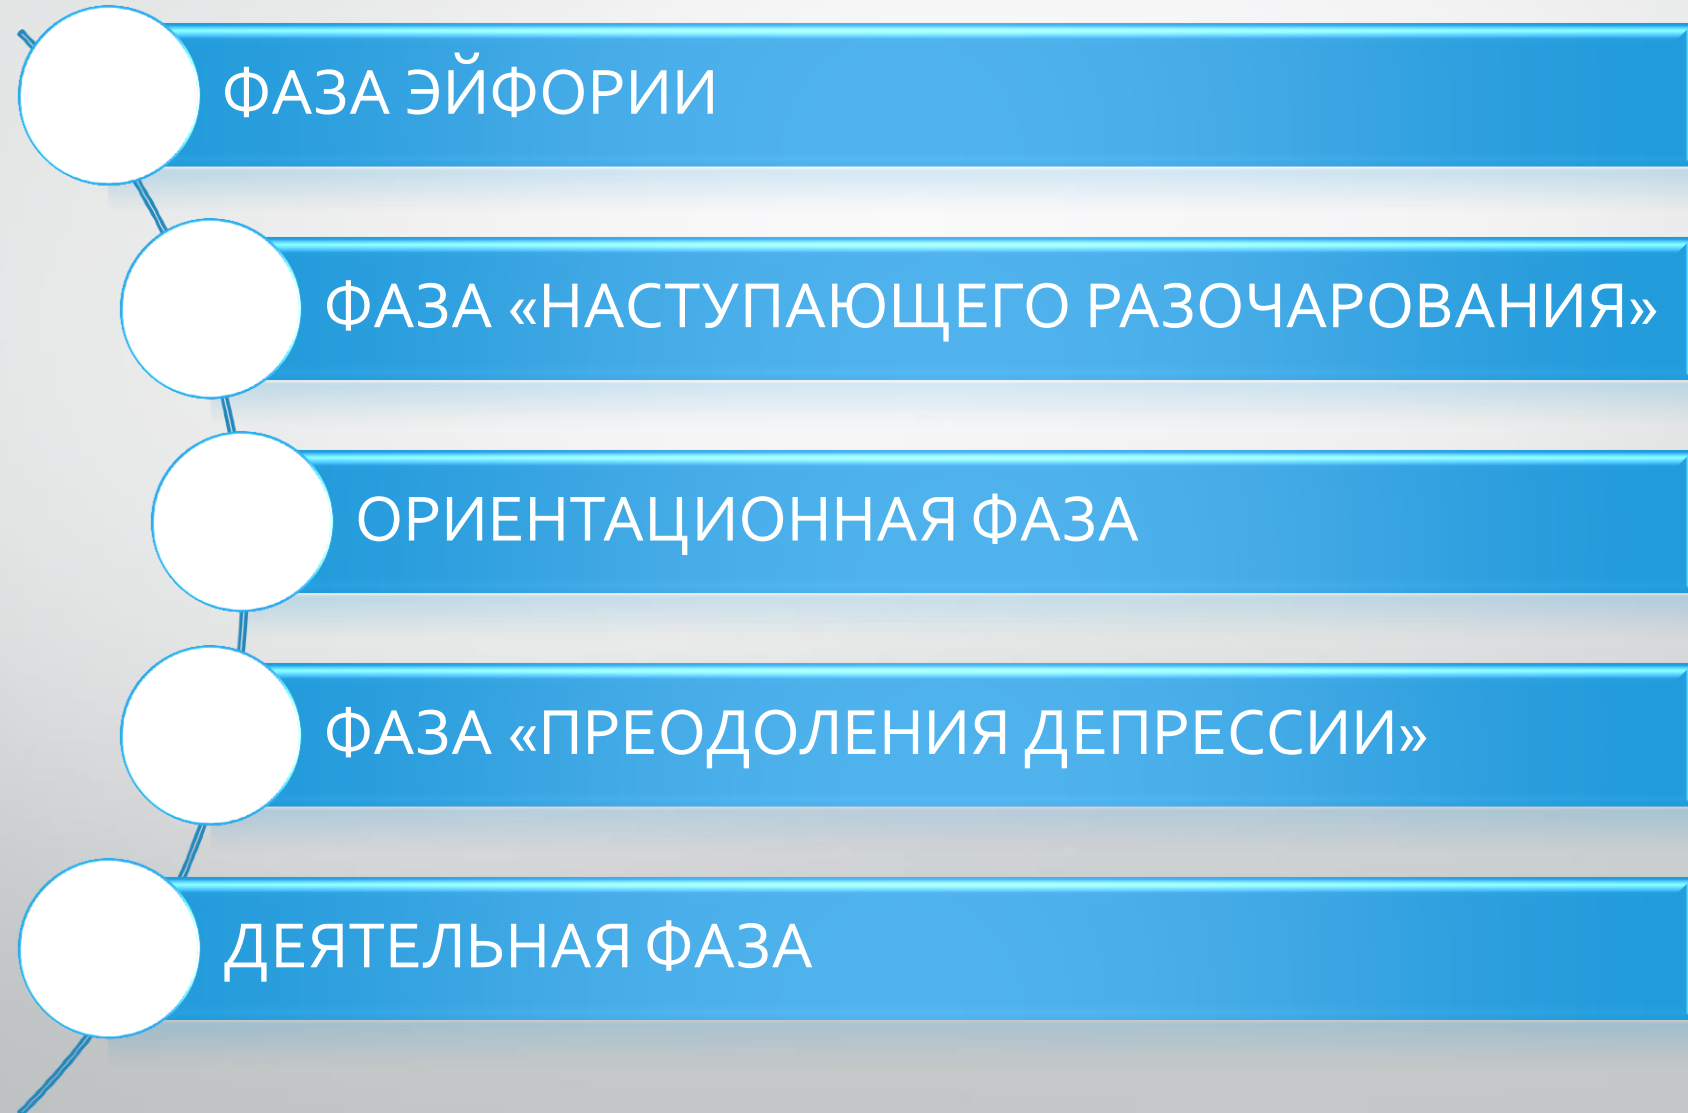 ФАЗА ЭЙФОРИИ
ФАЗА «НАСТУПАЮЩЕГО РАЗОЧАРОВАНИЯ»
ОРИЕНТАЦИОННАЯ ФАЗА
ФАЗА «ПРЕОДОЛЕНИЯ ДЕПРЕССИИ»
ДЕЯТЕЛЬНАЯ ФАЗА